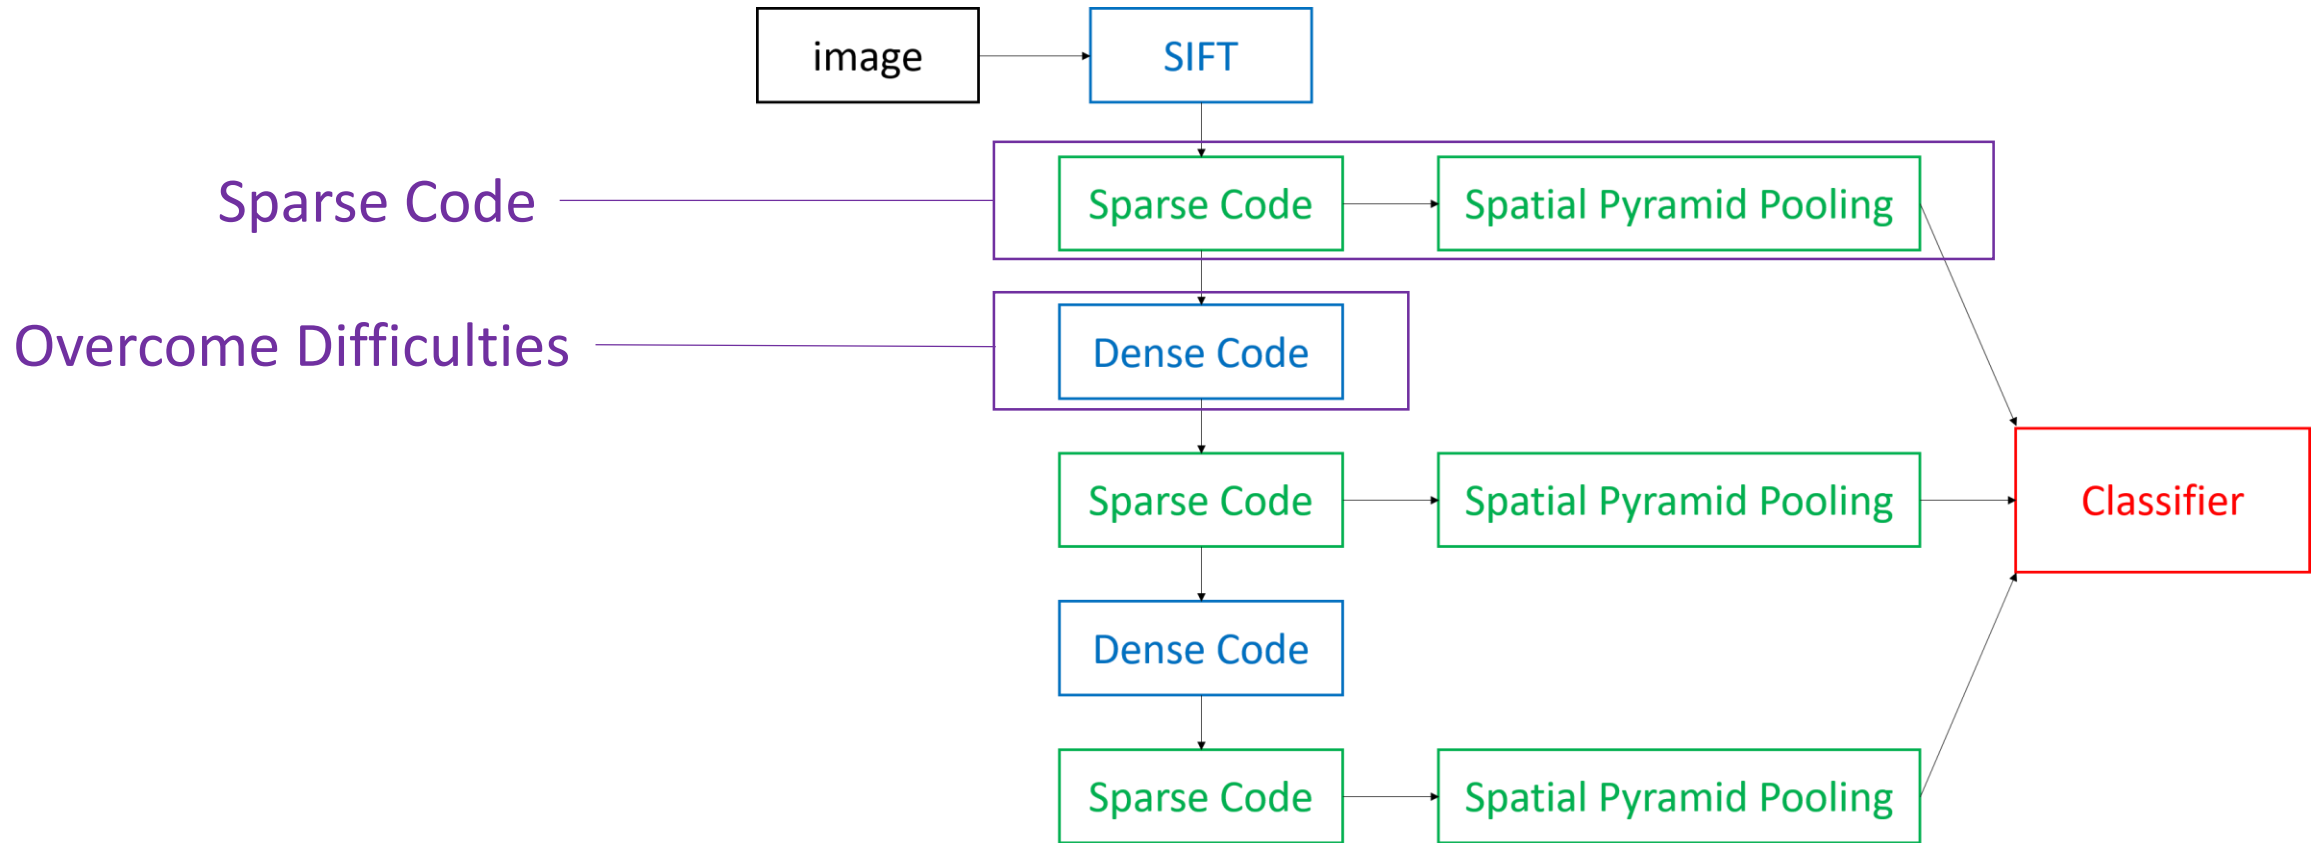 image
SIFT
Sparse Code
Sparse Code
Spatial Pyramid Pooling
Overcome Difficulties
Dense Code
Sparse Code
Spatial Pyramid Pooling
Classifier
Dense Code
Sparse Code
Spatial Pyramid Pooling